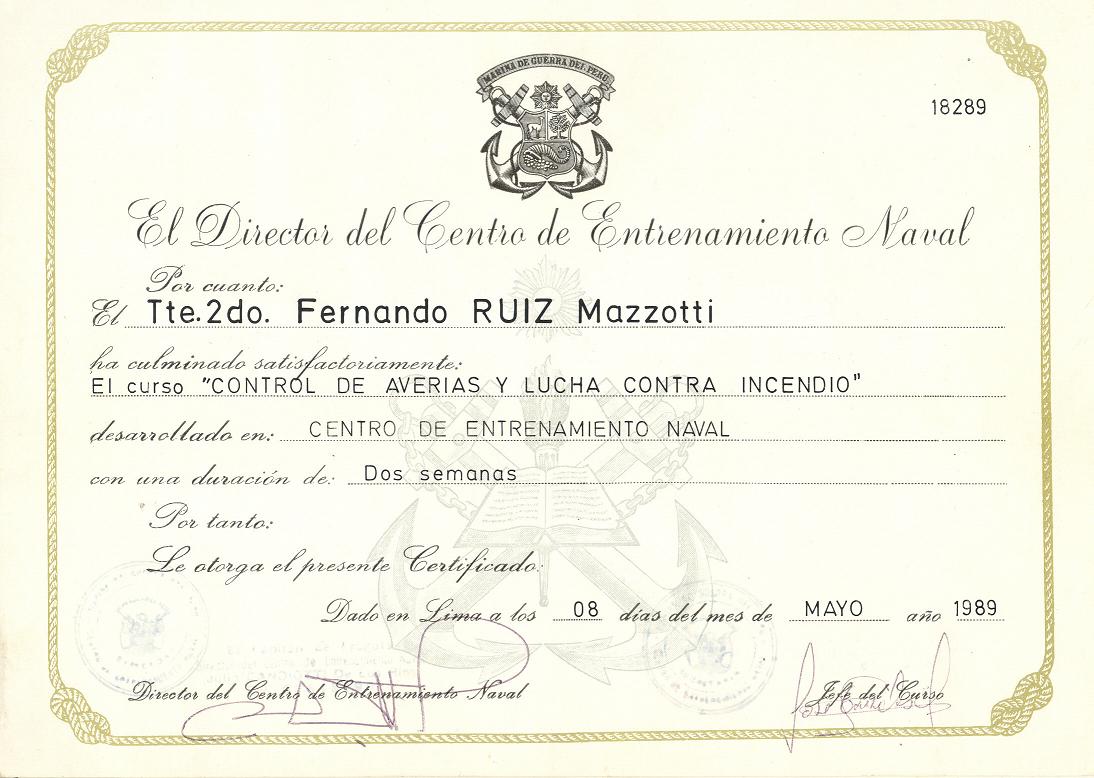 MARINA DE GUERRA DEL PERU
18289
El Director del Centro de Entrenamiento Naval
Por cuanto:
El Tte.2do. Fernando RUIZ Mazzotti
ha culminado satisfactoriamente:
El curso "CONTROL DE AVERIAS Y LUCHA CONTRA INCENDIO"
desarrollado en: CENTRO DE ENTRENAMIENTO NAVAL
con una duración de: Dos semanas
Por tanto:
Le otorga el presente Certificado:
Dado en Lima a los 08 días del mes de MAYO año 1989
Director del Centro de Entrenamiento Naval
Jefe del Curso